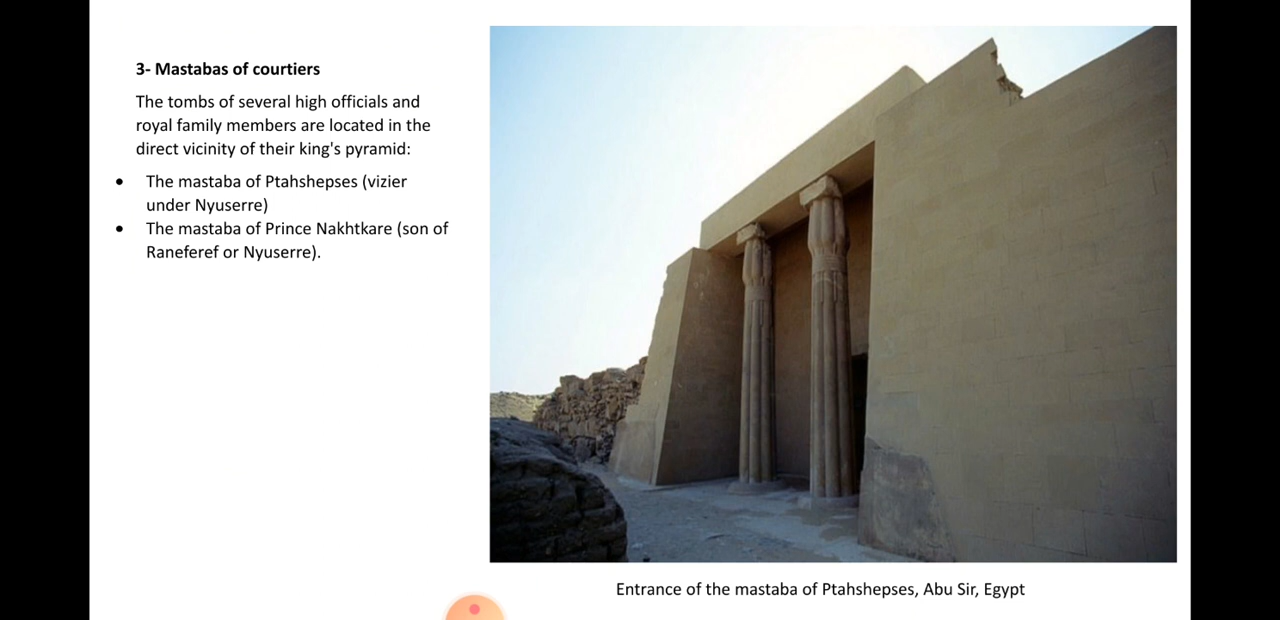 3- Mastabas of courtiers
The tombs of several high officials and
royal family members are located in the
direct vicinity of their king's pyramid:
• The mastaba of Ptahshepses (vizier
under Nyuserre)
• The mastaba of Prince Nakhtkare (son of
Raneferef or Nyuserre).
Entrance of the mastaba of Ptahshepses, Abu Sir, Egypt